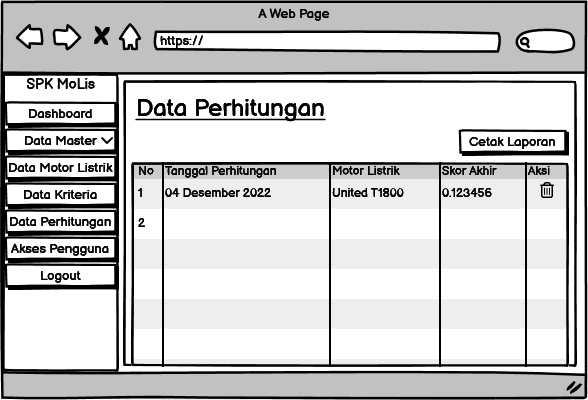 A Web Page
https://
SPK MoLis
Dashboard
Data Master
Data Motor Listrik
Data Kriteria
Data Perhitungan
Akses Pengguna
Logout
Data Perhitungan
Cetak Laporan
No Tanggal Perhitungan Motor Listrik Skor Akhir Aksi
1 04 Desember 2022 United T1800 0.123456
2